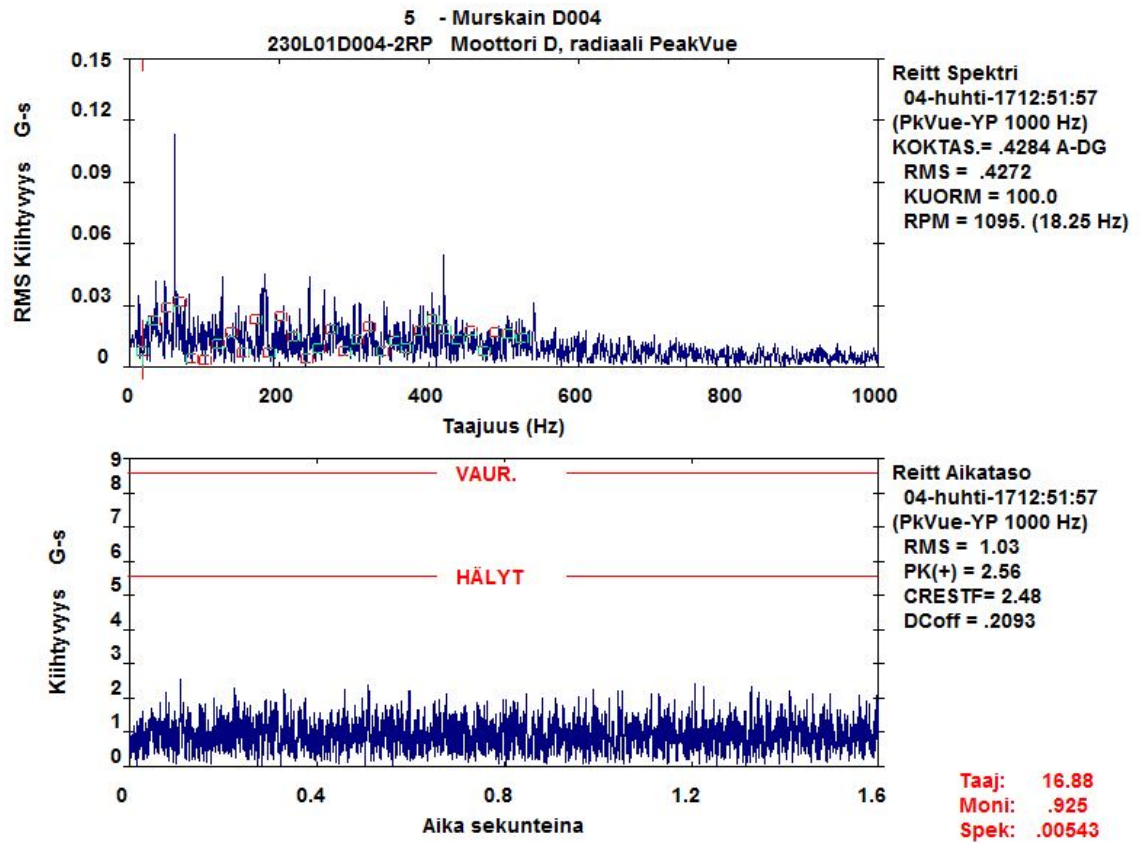 5 - Murskain D004
230L01D004-2RP Moottori D, radiaali PeakVue
0.15
0.12
0.09
0.06
0.03
0
RMS Kiihtyvyys G-s
0 200 400 600 800 1000
Taajuus (Hz)
Reitt Spektri
04-huhti-1712:51:57
(PkVue-YP 1000 Hz)
KOKTAS.= .4284 A-DG
RMS = .4272
KUORM = 100.0
RPM = 1095. (18.25 Hz)
9
8
7
6
5
4
3
2
1
0
Kiihtyvyys G-s
VAUR.
HÄLYT
0 0.4 0.8 1.2 1.6
Aika sekunteina
Reitt Aikataso
04-huhti-1712:51:57
(PkVue-YP 1000 Hz)
RMS = 1.03
PK(+) = 2.56
CRESTF= 2.48
DCoff = .2093
Taaj: 16.88
Moni: .925
Spek: .00543